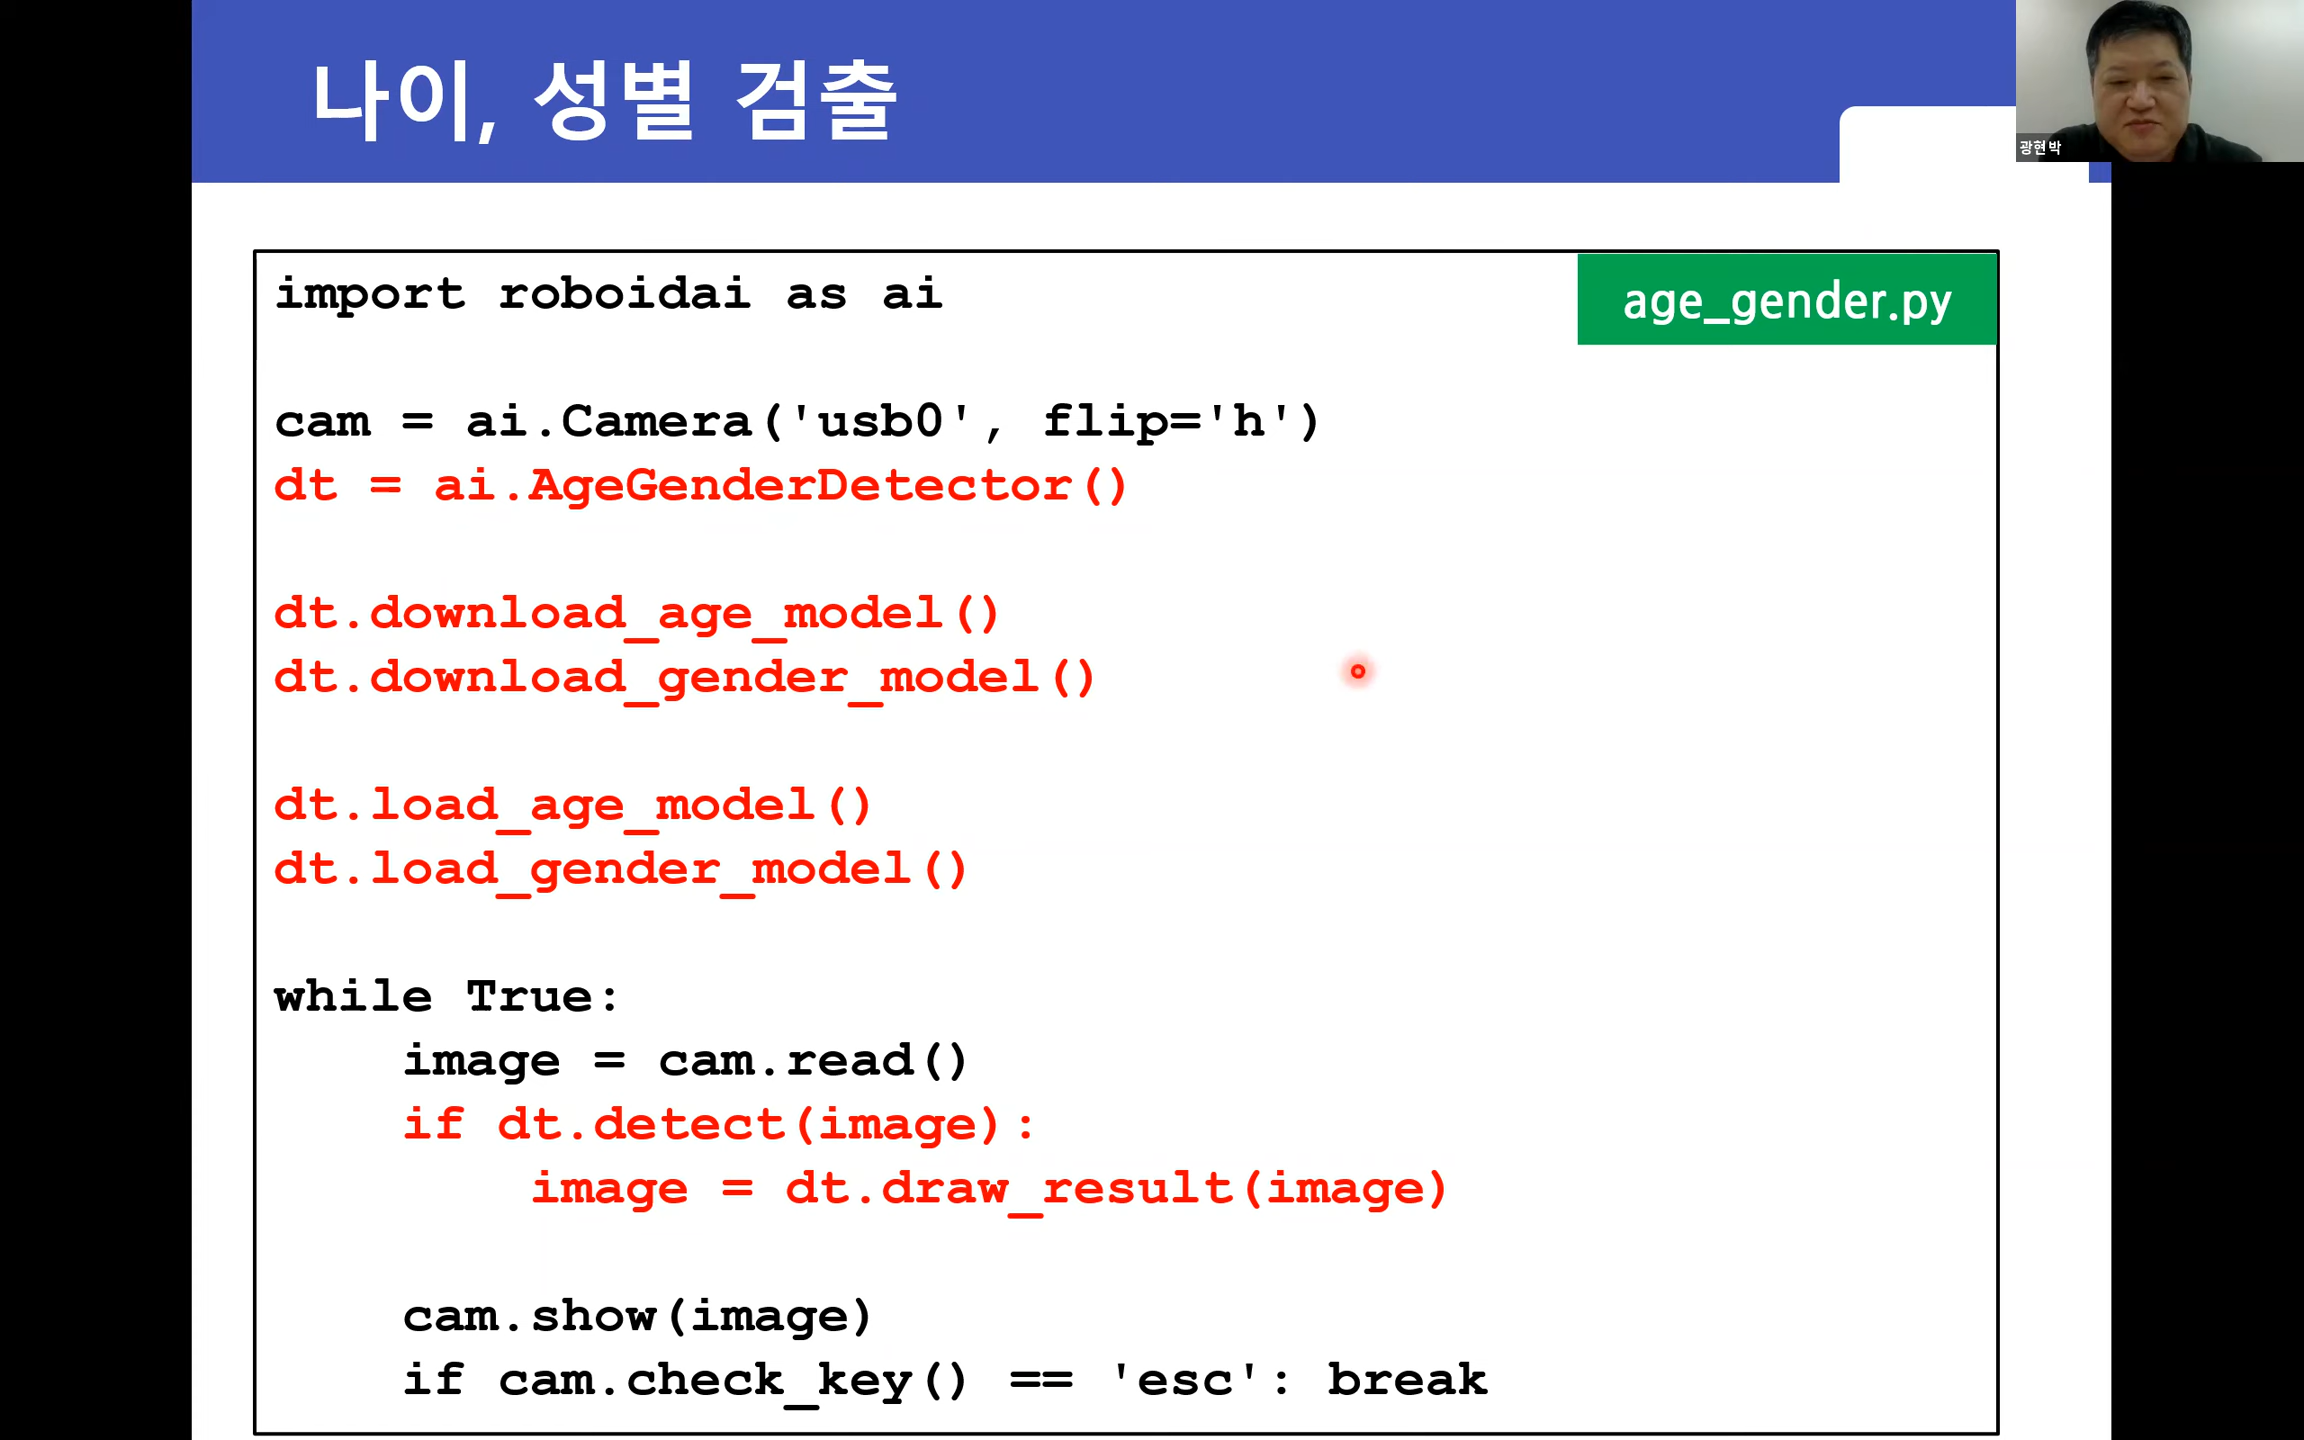 나이, 성별 검출
광현박
age_gender.py
import roboidai as ai
cam = ai.Camera('usb0', flip='h')
dt = ai.AgeGenderDetector()
dt.download_age_model()
dt.download_gender_model()
dt.load_age_model()
dt.load_gender_model()
while True:
    image = cam.read()
    if dt.detect(image):
        image = dt.draw_result(image)
    cam.show(image)
    if cam.check_key() == 'esc': break